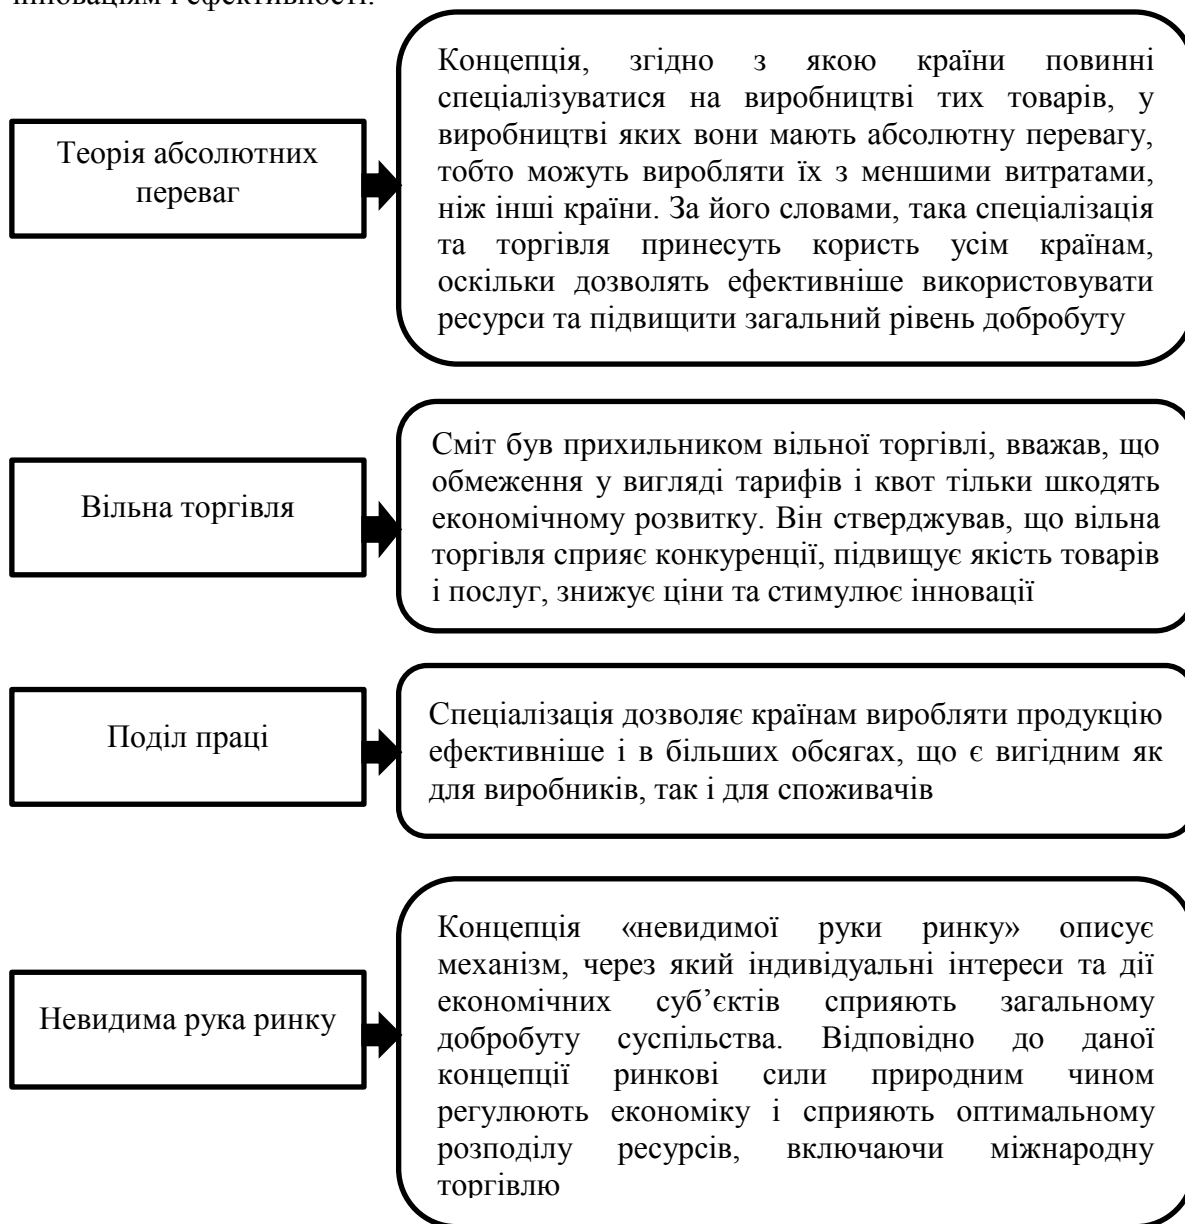 інноваціям і ефективності.
Теорія абсолютних
переваг
Концепція, згідно з якою країни повинні
спеціалізуватися на виробництві тих товарів, у
виробництві яких вони мають абсолютну перевагу,
тобто можуть виробляти їх з меншими витратами,
ніж інші країни. За його словами, така спеціалізація
та торгівля принесуть користь усім країнам,
оскільки дозволять ефективніше використовувати
ресурси та підвищити загальний рівень добробуту
Вільна торгівля
Сміт був прихильником вільної торгівлі, вважав, що
обмеження у вигляді тарифів і квот тільки шкодять
економічному розвитку. Він стверджував, що вільна
торгівля сприяє конкуренції, підвищує якість товарів
і послуг, знижує ціни та стимулює інновації
Поділ праці
Спеціалізація дозволяє країнам виробляти продукцію
ефективніше і в більших обсягах, що є вигідним як
для виробників, так і для споживачів
Невидима рука ринку
Концепція «невидимої руки ринку» описує
механізм, через який індивідуальні інтереси та дії
економічних суб’єктів сприяють загальному
добробуту суспільства. Відповідно до даної
концепції ринкові сили природним чином
регулюють економіку і сприяють оптимальному
розподілу ресурсів, включаючи міжнародну
торгівлю